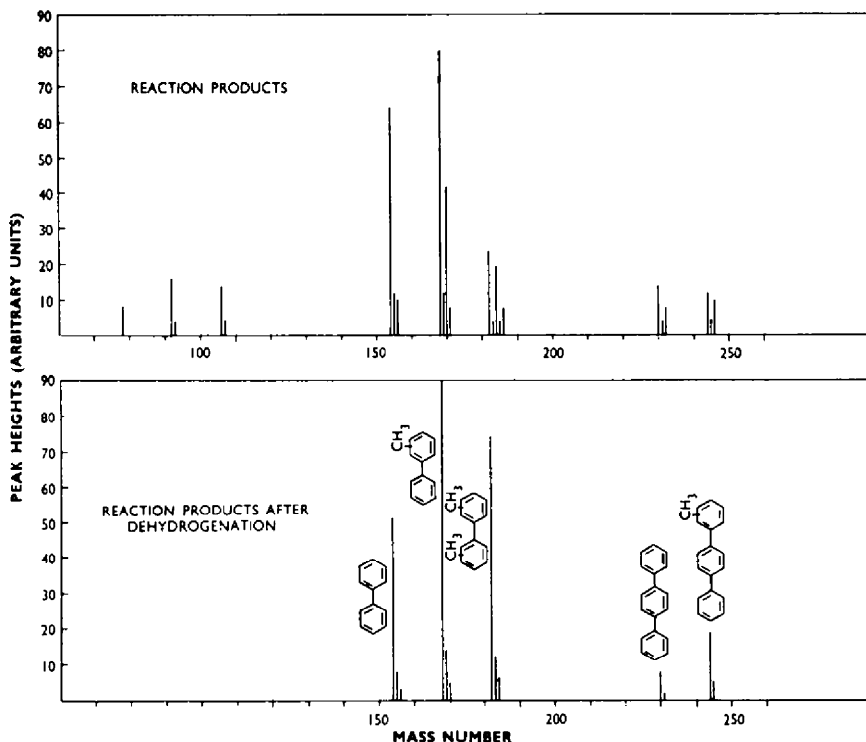 90
80
70
60
50
40
30
20
10
REACTION PRODUCTS
100
150
200
250
PEAK HEIGHTS (ARBITRARY UNITS)
90
80
70
60
50
40
30
20
10
REACTION PRODUCTS AFTER
DEHYDROGENATION
CH3
CH3
CH3
CH3
150
200
250
MASS NUMBER